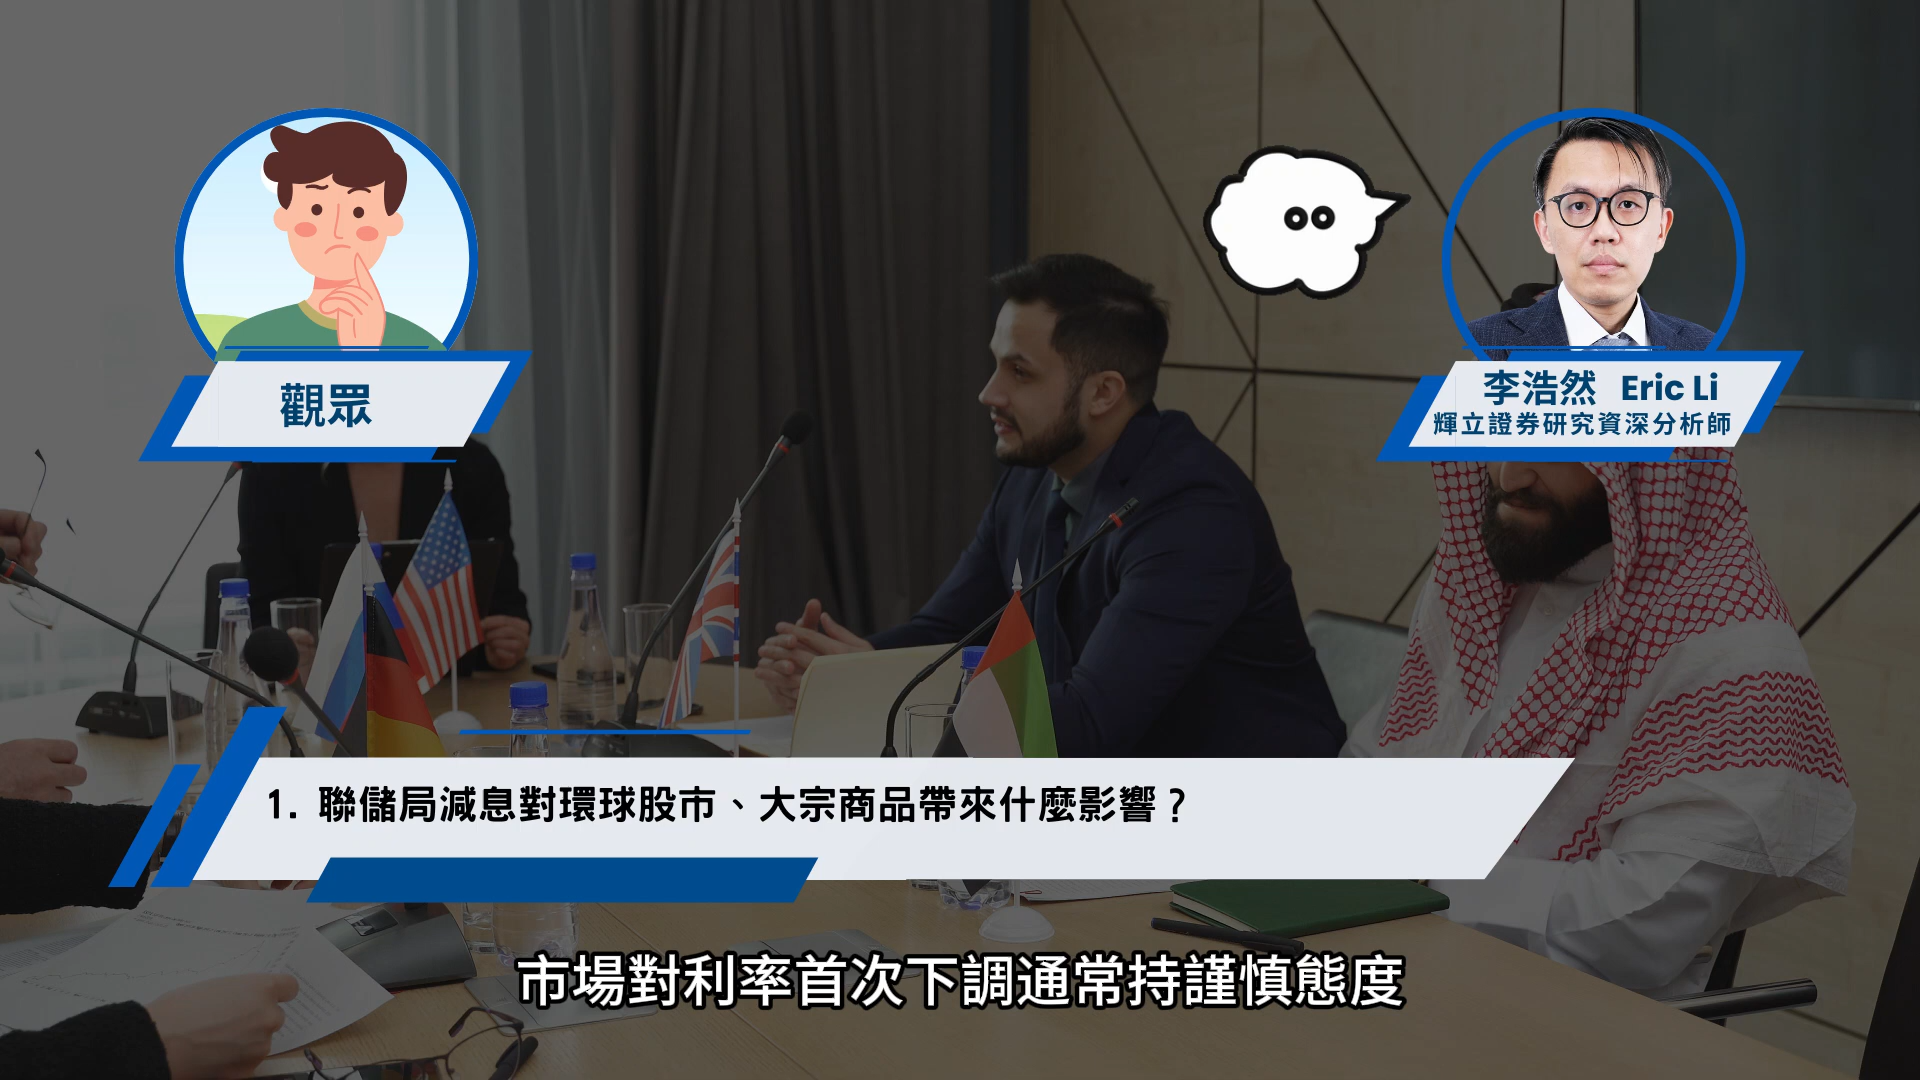 觀眾
李浩然 Eric Li
輝立證券研究資深分析師
1. 聯儲局減息對環球股市、大宗商品帶來什麼影響？
市場對利率首次下調通常持謹慎態度